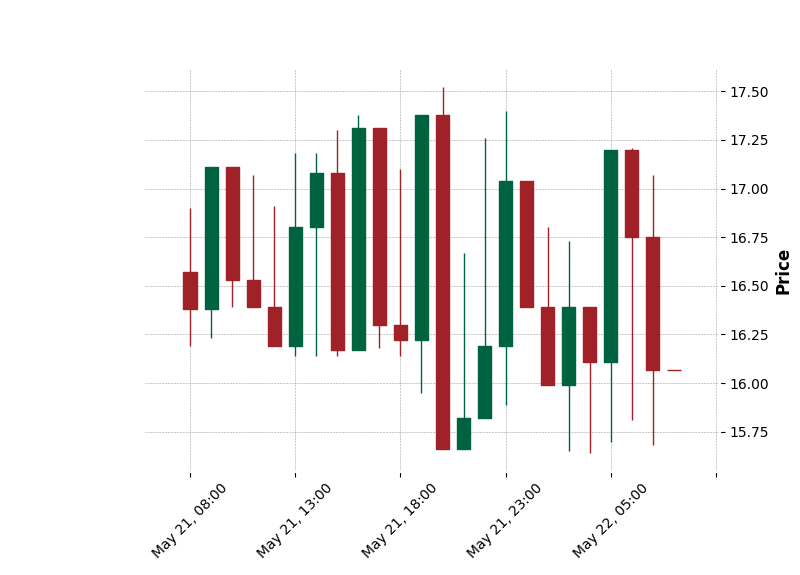 17.50
17.25
17.00
16.75
16.50
16.25
16.00
15.75
Price
May 21, 08:00
May 21, 13:00
May 21, 18:00
May 21, 23:00
May 22, 05:00